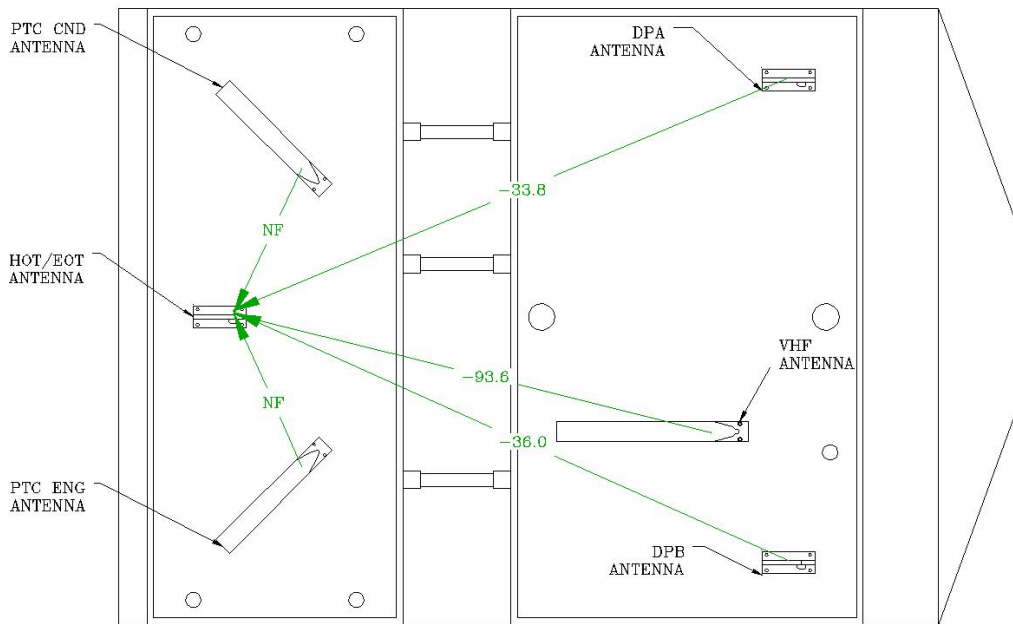 PTC CND
ANTENNA
DPA
ANTENNA
-33.8
NF
HOT/EOT
ANTENNA
VHF
ANTENNA
-93.6
NF
-36.0
PTC ENG
ANTENNA
DPB
ANTENNA